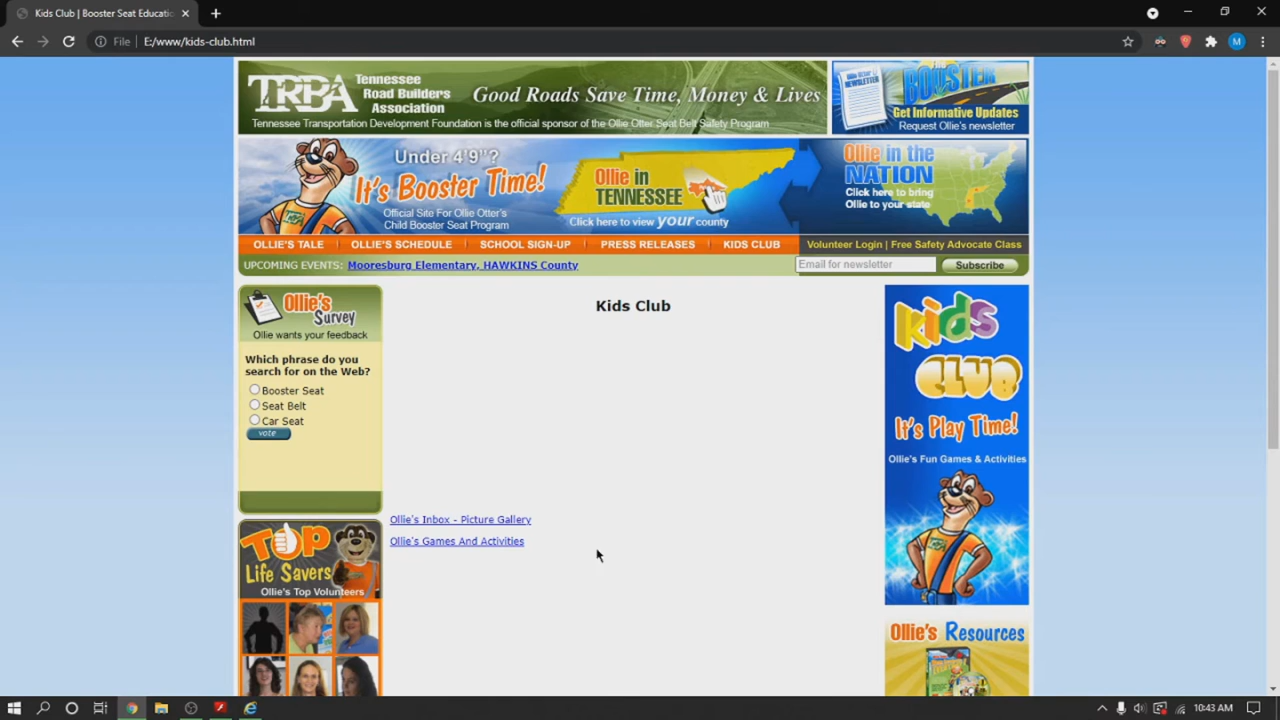 Kids Club | Booster Seat Educatio
File
E:/www/kids-club.html
M
TRBA
Tennessee
Road Builders
Association
Good Roads Save Time, Money & Lives
Tennessee Transportation Development Foundation is the official sponsor of the Ollie Otter Seat Belt Safety Program
NEWSLETTER
The
BOOSTER
Get Informative Updates
Request Ollie's newsletter
Under 4'9"?
It's Booster Time!
Official Site For Ollie Otter's
Child Booster Seat Program
Ollie in
TENNESSEE
Click here to view your county
Ollie in the
NATION
Click here to bring
Ollie to your state
OLLIE'S TALE | OLLIE'S SCHEDULE | SCHOOL SIGN-UP | PRESS RELEASES | KIDS CLUB
Volunteer Login | Free Safety Advocate Class
UPCOMING EVENTS: Mooresburg Elementary, HAWKINS County
Email for newsletter
Subscribe
Ollie's
Survey
Ollie wants your feedback
Which phrase do you
search for on the Web?
Booster Seat
Seat Belt
Car Seat
vote
TOP
Life Savers
Ollie's Top Volunteers
Kids Club
Ollie's Inbox - Picture Gallery
Ollie's Games And Activities
kids
CLUB
It's Play Time!
Ollie's Fun Games & Activities
Ollie's Resources
10:43 AM